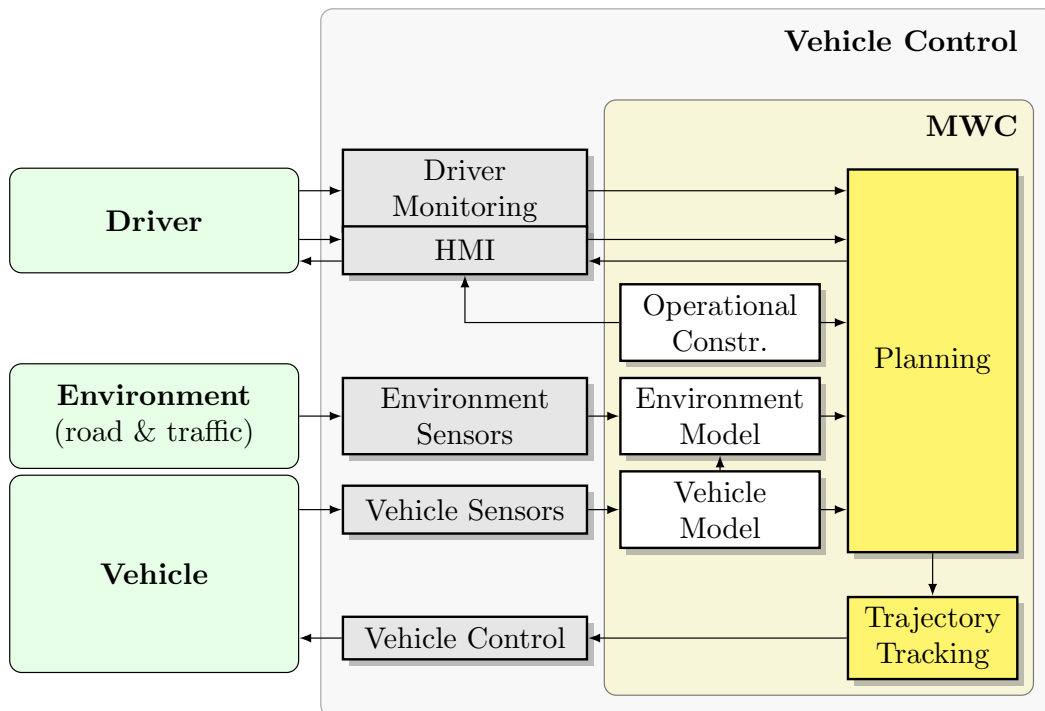 Vehicle Control
MWC
Driver
Driver
Monitoring
HMI
Operational
Constr.
Planning
Environment
(road & traffic)
Environment
Sensors
Environment
Model
Vehicle
Vehicle Sensors
Vehicle
Model
Vehicle Control
Trajectory
Tracking